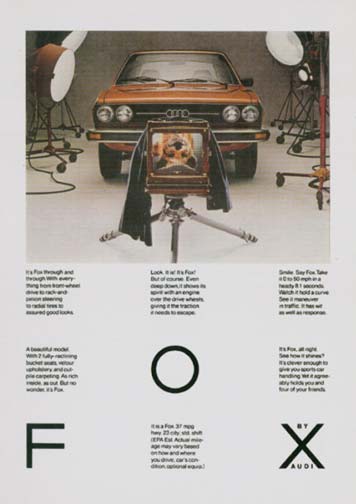 It's Fox through and
through. With every-
thing from front-wheel
drive to rack-and-
pinion steering
to radial tires to
assured good looks.
Look. It is! It's Fox!
But of course. Even
deep down, it shows its
spirit with an engine
over the drive wheels,
giving it the traction
it needs to escape.
Smile. Say Fox. Take
it 0 to 50 mph in a
heady 8.1 seconds.
Watch it hold a curve.
See it maneuver
in traffic. It has wit
as well as response.
A beautiful model.
With 2 fully-reclining
bucket seats, velour
upholstery, and cut-
pile carpeting. As rich
inside, as out. But no
wonder, it's Fox.
It's Fox, all right.
See how it shines?
It's clever enough to
give you sports car
handling. Yet it agree-
ably holds you and
four of your friends.
F O X
BY
AUDI
It is a Fox. 37 mpg
hwy. 23 city, std. shift
(EPA Est. Actual mile-
age may vary based
on how and where
you drive, car's con-
dition, optional equip.)